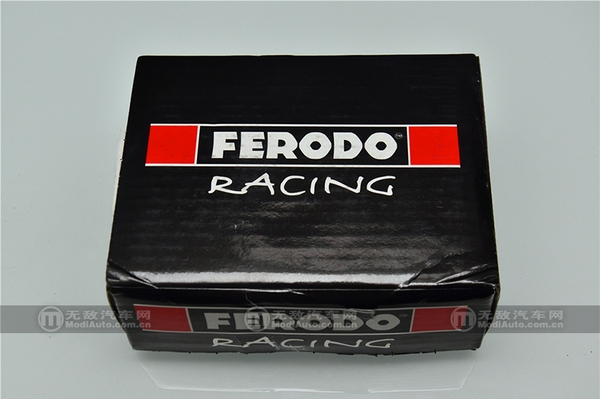 FERODO™
RACING
无敌汽车网
ModiAuto.com.cn
无敌汽车网
ModiAuto.com.cn
无敌汽车网
ModiAuto.com.cn
FERODO
RACING